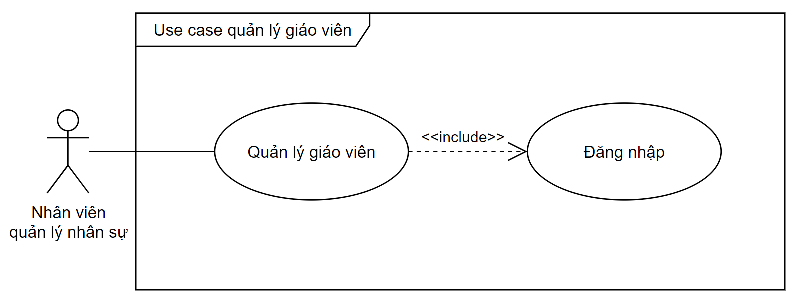 Use case quản lý giáo viên
Quản lý giáo viên
<<include>>
Đăng nhập
Nhân viên
quản lý nhân sự